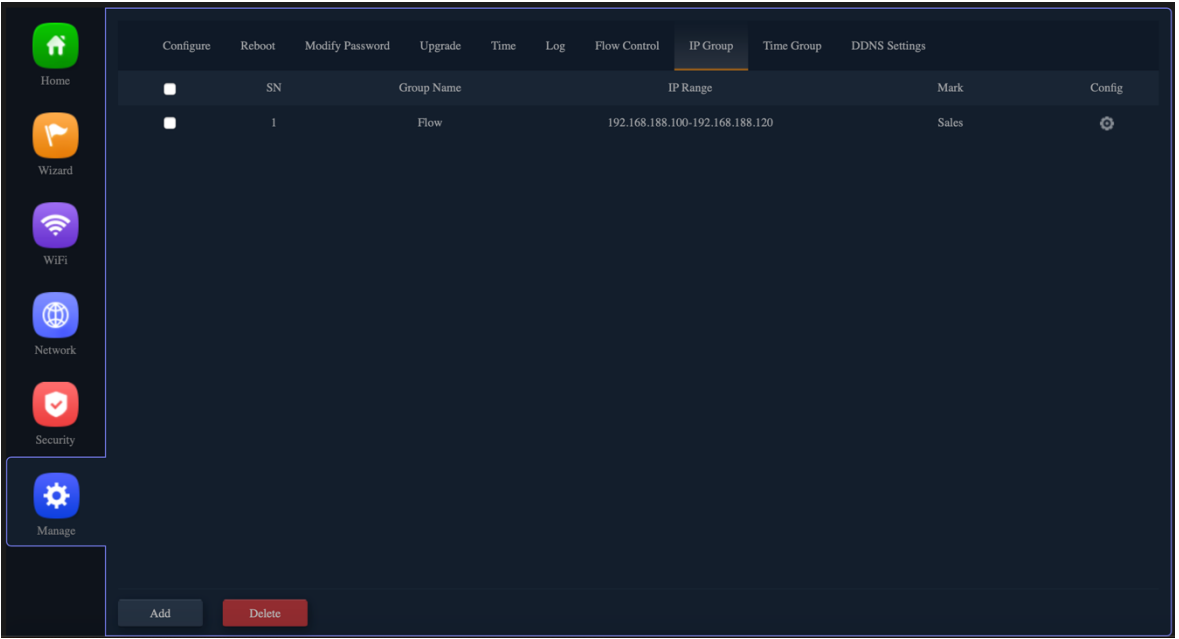 Home
Wizard
WiFi
Network
Security
Manage
Configure Reboot Modify Password Upgrade Time Log Flow Control IP Group Time Group DDNS Settings
SN Group Name IP Range Mark Config
1 Flow 192.168.188.100-192.168.188.120 Sales
Add Delete